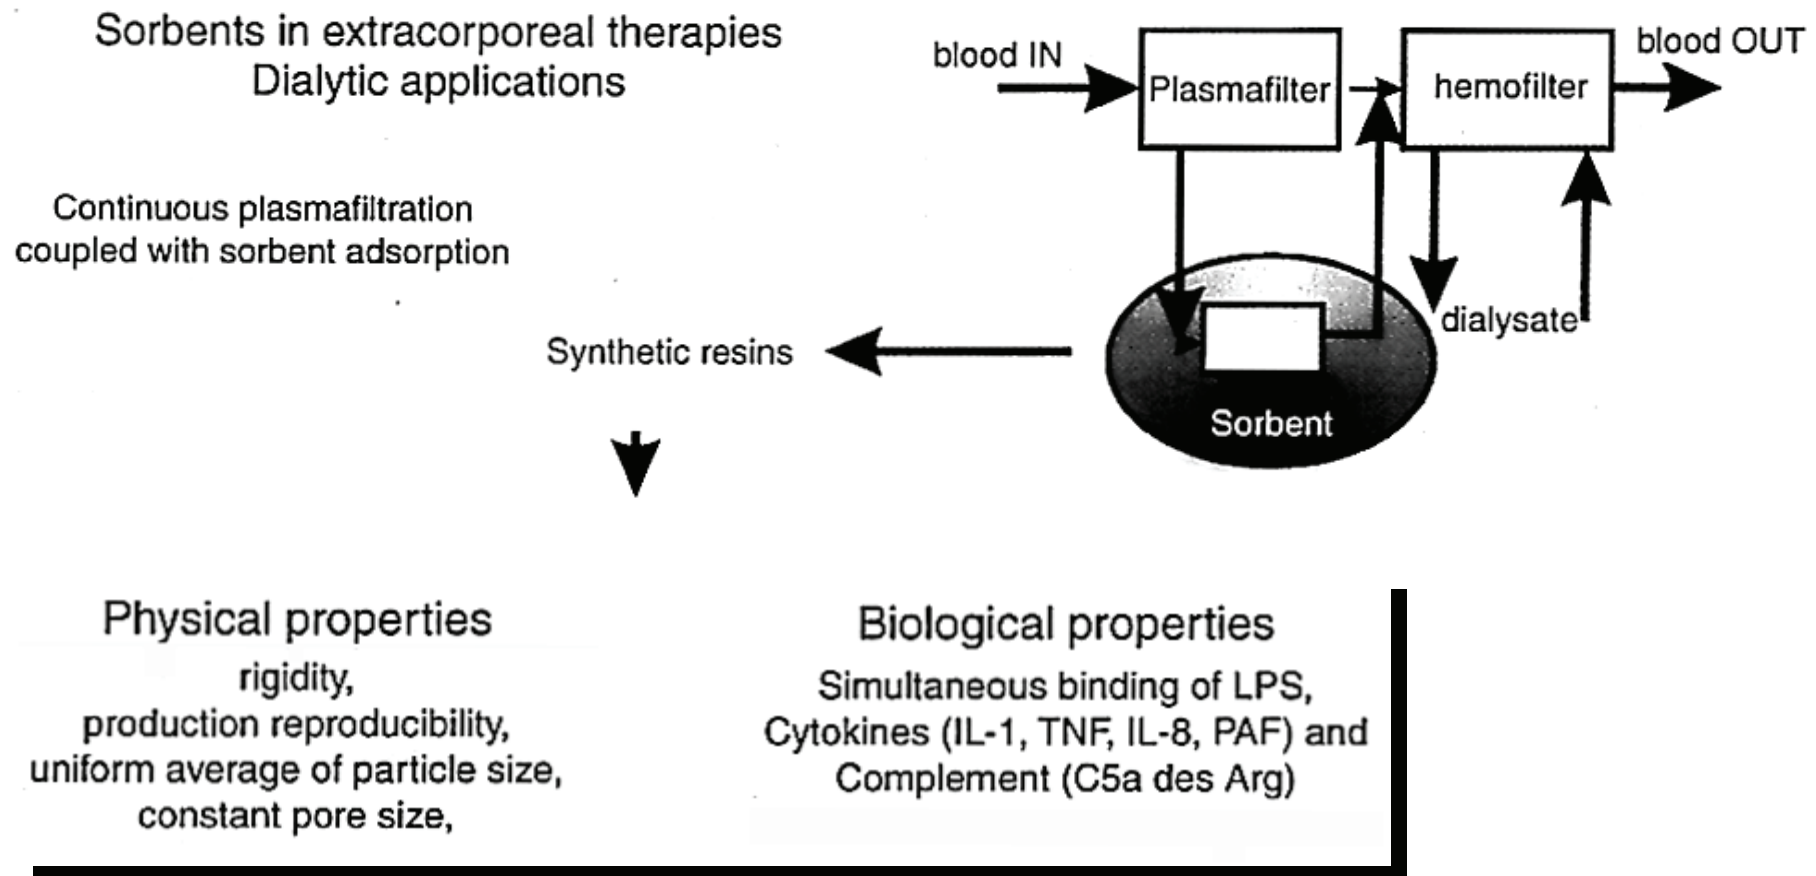 Sorbents in extracorporeal therapies
Dialytic applications
blood IN
Plasmafilter
hemofilter
blood OUT
Continuous plasmafiltration
coupled with sorbent adsorption
dialysate
Synthetic resins
Sorbent
Physical properties
rigidity,
production reproducibility,
uniform average of particle size,
constant pore size,
Biological properties
Simultaneous binding of LPS,
Cytokines (IL-1, TNF, IL-8, PAF) and
Complement (C5a des Arg)